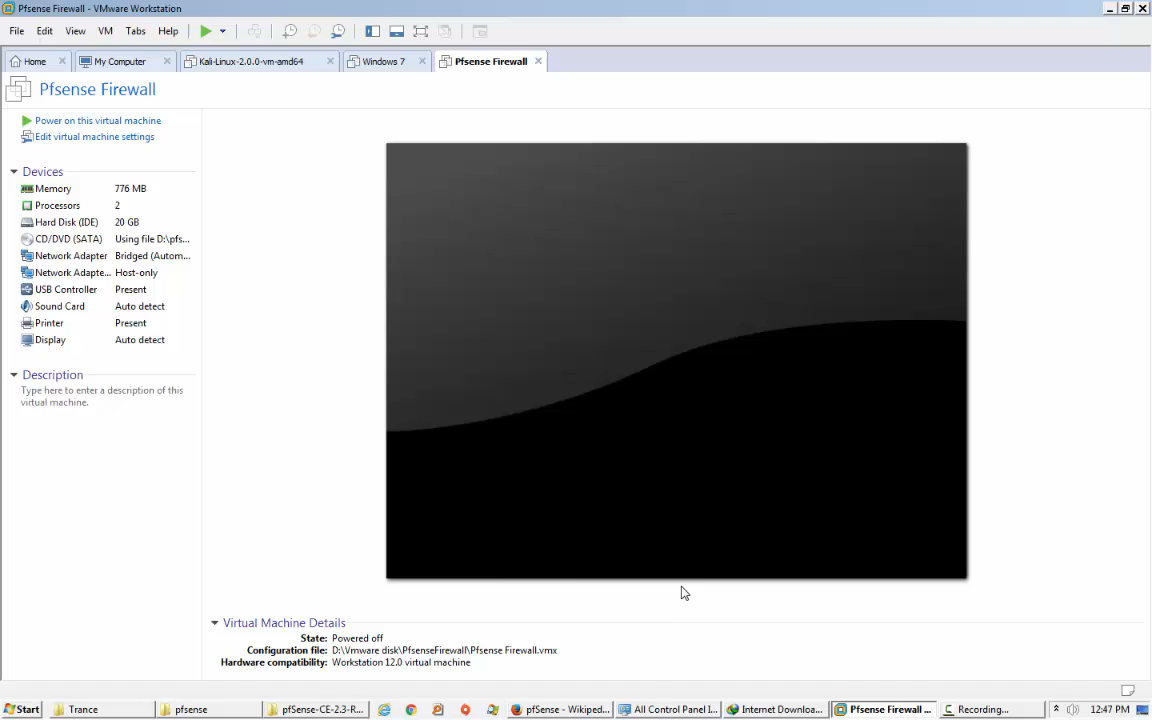 Pfsense Firewall - VMware Workstation
File Edit View VM Tabs Help
Home My Computer Kali-Linux-2.0.0-vm-amd64 Windows 7 Pfsense Firewall
Pfsense Firewall
Power on this virtual machine
Edit virtual machine settings
Devices
Memory 776 MB
Processors 2
Hard Disk (IDE) 20 GB
CD/DVD (SATA) Using file D:\pfs...
Network Adapter Bridged (Autom...
Network Adapte... Host-only
USB Controller Present
Sound Card Auto detect
Printer Present
Display Auto detect
Description
Type here to enter a description of this
virtual machine.
Virtual Machine Details
State: Powered off
Configuration file: D:\Vmware disk\PfsenseFirewall\Pfsense Firewall.vmx
Hardware compatibility: Workstation 12.0 virtual machine
Start Trance pfsense pfSense-CE-2.3-R... pfSense - Wikiped... All Control Panel I... Internet Downloa... Pfsense Firewall ... Recording... 12:47 PM